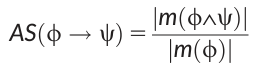 AS(ϕ → ψ) = |m(ϕ∧ψ)| / |m(ϕ)|